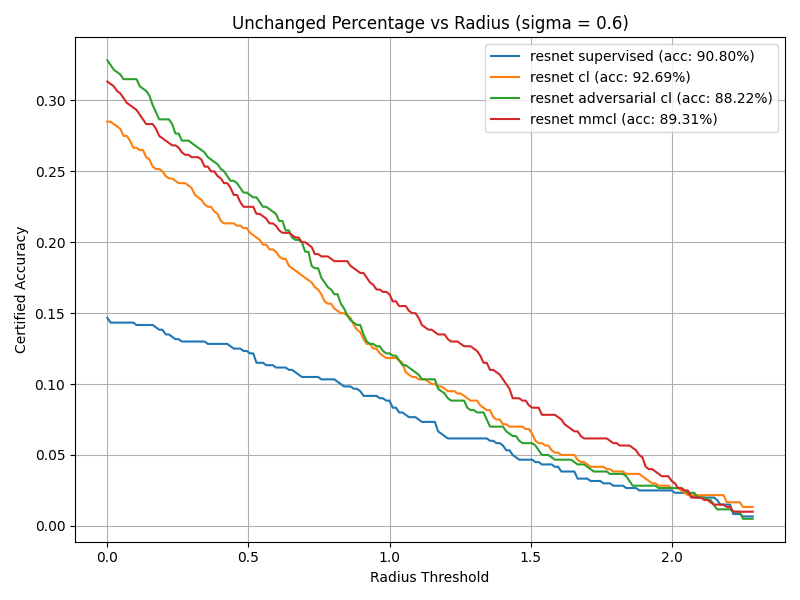 Unchanged Percentage vs Radius (sigma = 0.6)
resnet supervised (acc: 90.80%)
resnet cl (acc: 92.69%)
resnet adversarial cl (acc: 88.22%)
resnet mmcl (acc: 89.31%)
Certified Accuracy
0.30
0.25
0.20
0.15
0.10
0.05
0.00
0.0 0.5 1.0 1.5 2.0
Radius Threshold